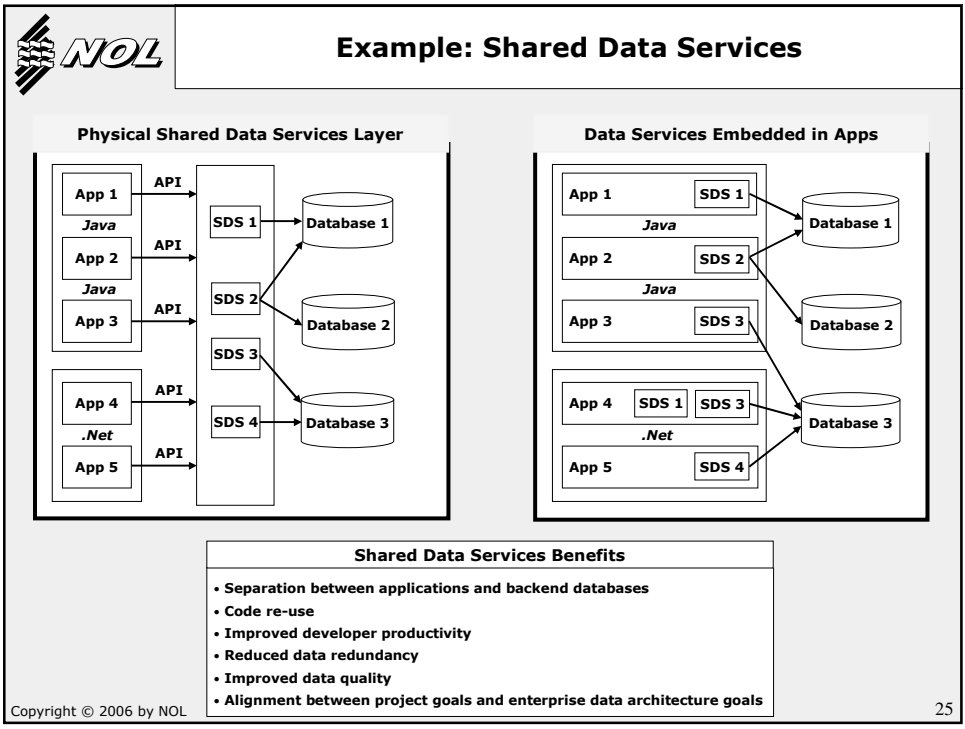 NOL
Example: Shared Data Services
Physical Shared Data Services Layer
App 1
API
Java
App 2
API
Java
App 3
API
App 4
API
.Net
App 5
API
SDS 1
SDS 2
SDS 3
SDS 4
Database 1
Database 2
Database 3
Data Services Embedded in Apps
App 1
SDS 1
Java
App 2
SDS 2
Java
App 3
SDS 3
App 4
SDS 1
SDS 3
.Net
App 5
SDS 4
Database 1
Database 2
Database 3
Shared Data Services Benefits
• Separation between applications and backend databases
• Code re-use
• Improved developer productivity
• Reduced data redundancy
• Improved data quality
• Alignment between project goals and enterprise data architecture goals
Copyright © 2006 by NOL
25